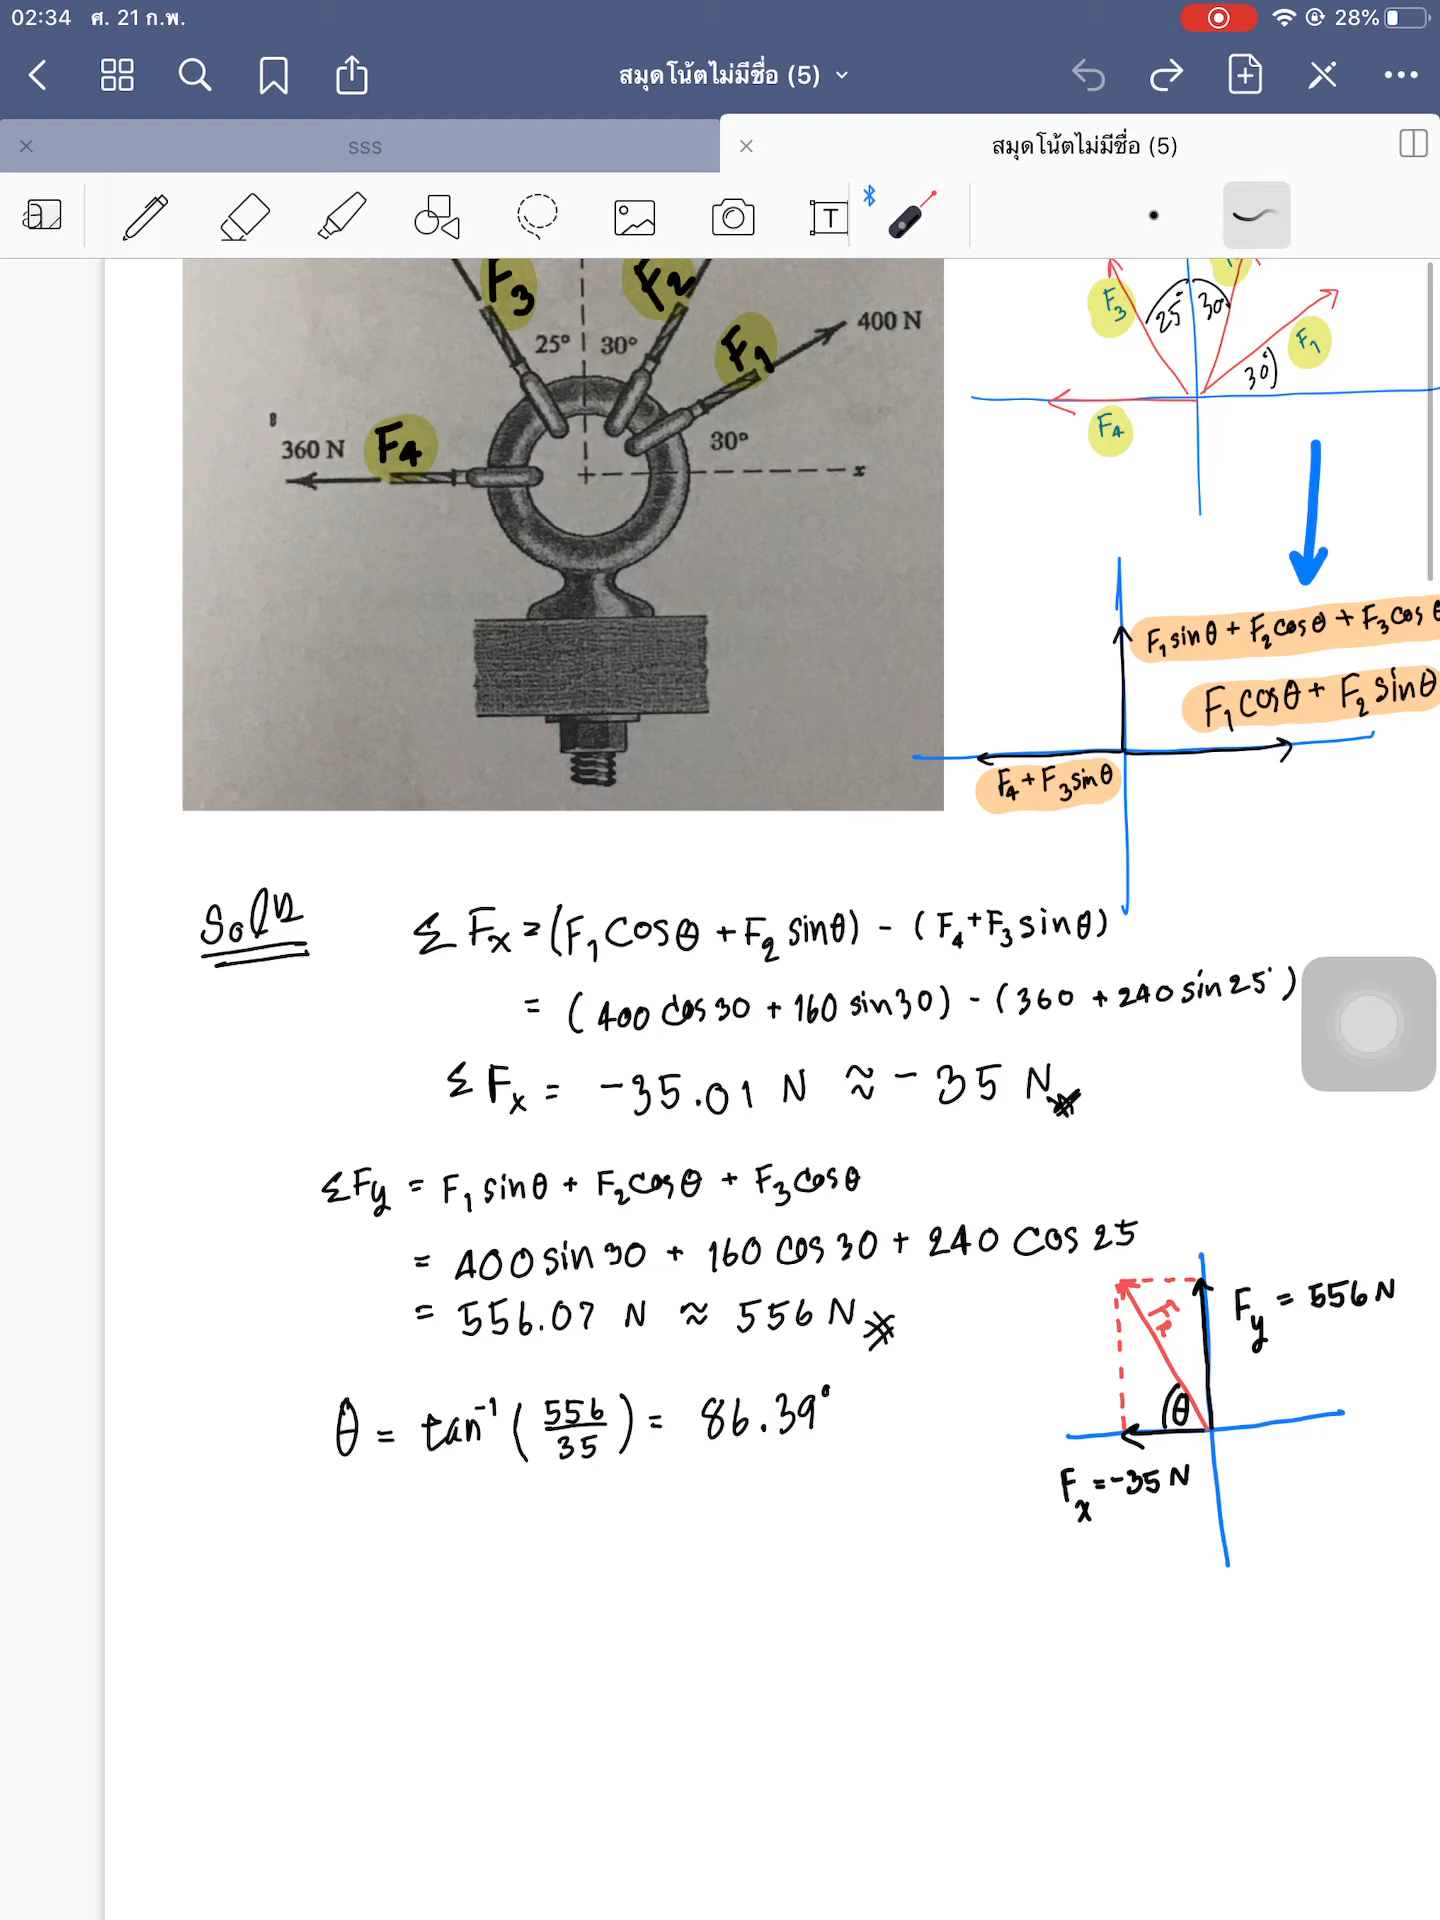 02:34 ศ. 21 ก.พ.
28%
สมุดโน้ตไม่มีชื่อ (5)
sss
สมุดโน้ตไม่มีชื่อ (5)
T
F3
F2
F1
400 N
25° 30°
360 N
F4
30°
x
F3
25° 30°
F1
30°
F4
F1 sinθ + F2 cosθ + F3 cos θ
F1 cosθ + F2 sinθ
F4 + F3 sinθ
Soln
Σ Fx = (F1 cosθ + F2 sinθ) - (F4 + F3 sinθ)
= (400 cos 30 + 160 sin 30) - (360 + 240 sin 25°)
Σ Fx = -35.01 N ≈ -35 N
ΣFy = F1 sinθ + F2 cosθ + F3 cosθ
= 400 sin 30 + 160 cos 30 + 240 cos 25
= 556.07 N ≈ 556 N
θ = tan⁻¹ (556/35) = 86.39°
FR
Fy = 556 N
θ
Fx = -35 N